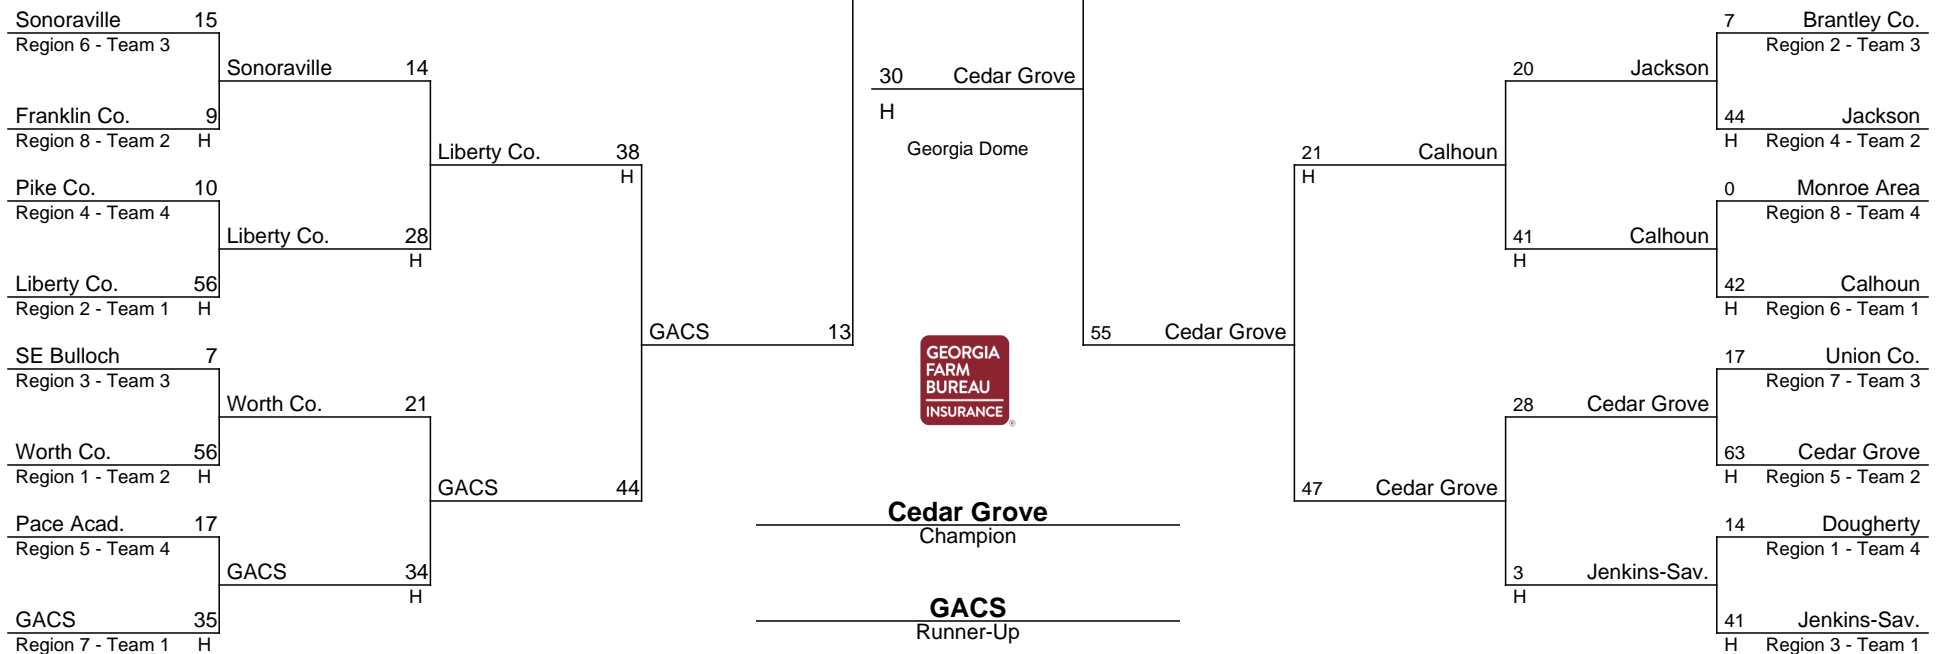 Sonoraville 15
Region 6 - Team 3
Sonoraville 14
Franklin Co. 9
Region 8 - Team 2 H
Liberty Co. 38
H
Pike Co. 10
Region 4 - Team 4
Liberty Co. 28
H
Liberty Co. 56
Region 2 - Team 1 H
GACS 13
SE Bulloch 7
Region 3 - Team 3
Worth Co. 21
Worth Co. 56
Region 1 - Team 2 H
GACS 44
Pace Acad. 17
Region 5 - Team 4
GACS 34
H
GACS 35
Region 7 - Team 1 H
30 Cedar Grove
H
Georgia Dome
GEORGIA
FARM
BUREAU
INSURANCE
®
Cedar Grove
Champion
GACS
Runner-Up
7 Brantley Co.
Region 2 - Team 3
20 Jackson
44 Jackson
H Region 4 - Team 2
21 Calhoun
H
0 Monroe Area
Region 8 - Team 4
41 Calhoun
H
42 Calhoun
H Region 6 - Team 1
55 Cedar Grove
17 Union Co.
Region 7 - Team 3
28 Cedar Grove
63 Cedar Grove
H Region 5 - Team 2
47 Cedar Grove
14 Dougherty
Region 1 - Team 4
3 Jenkins-Sav.
H
41 Jenkins-Sav.
H Region 3 - Team 1